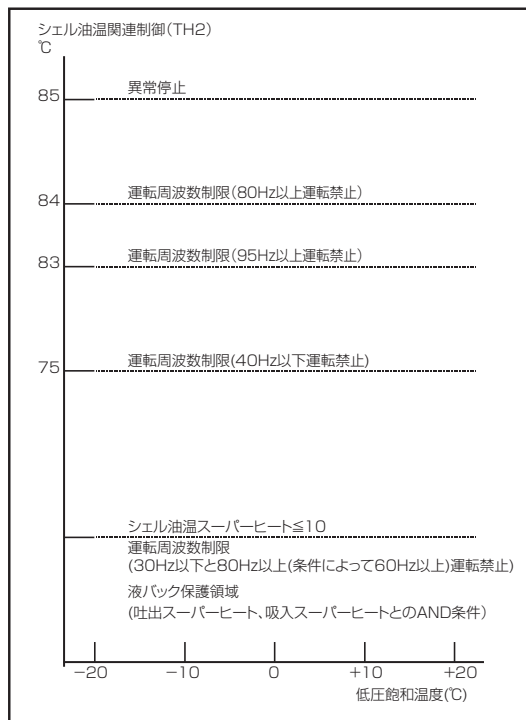 シェル油温関連制御(TH2)
℃
85
異常停止
84
運転周波数制限(80Hz以上運転禁止)
83
運転周波数制限(95Hz以上運転禁止)
75
運転周波数制限(40Hz以下運転禁止)
シェル油温スーパーヒート≦10
運転周波数制限
(30Hz以下と80Hz以上(条件によって60Hz以上)運転禁止)
液バック保護領域
(吐出スーパーヒート、吸入スーパーヒートとのAND条件)
-20 -10 0 +10 +20
低圧飽和温度(℃)